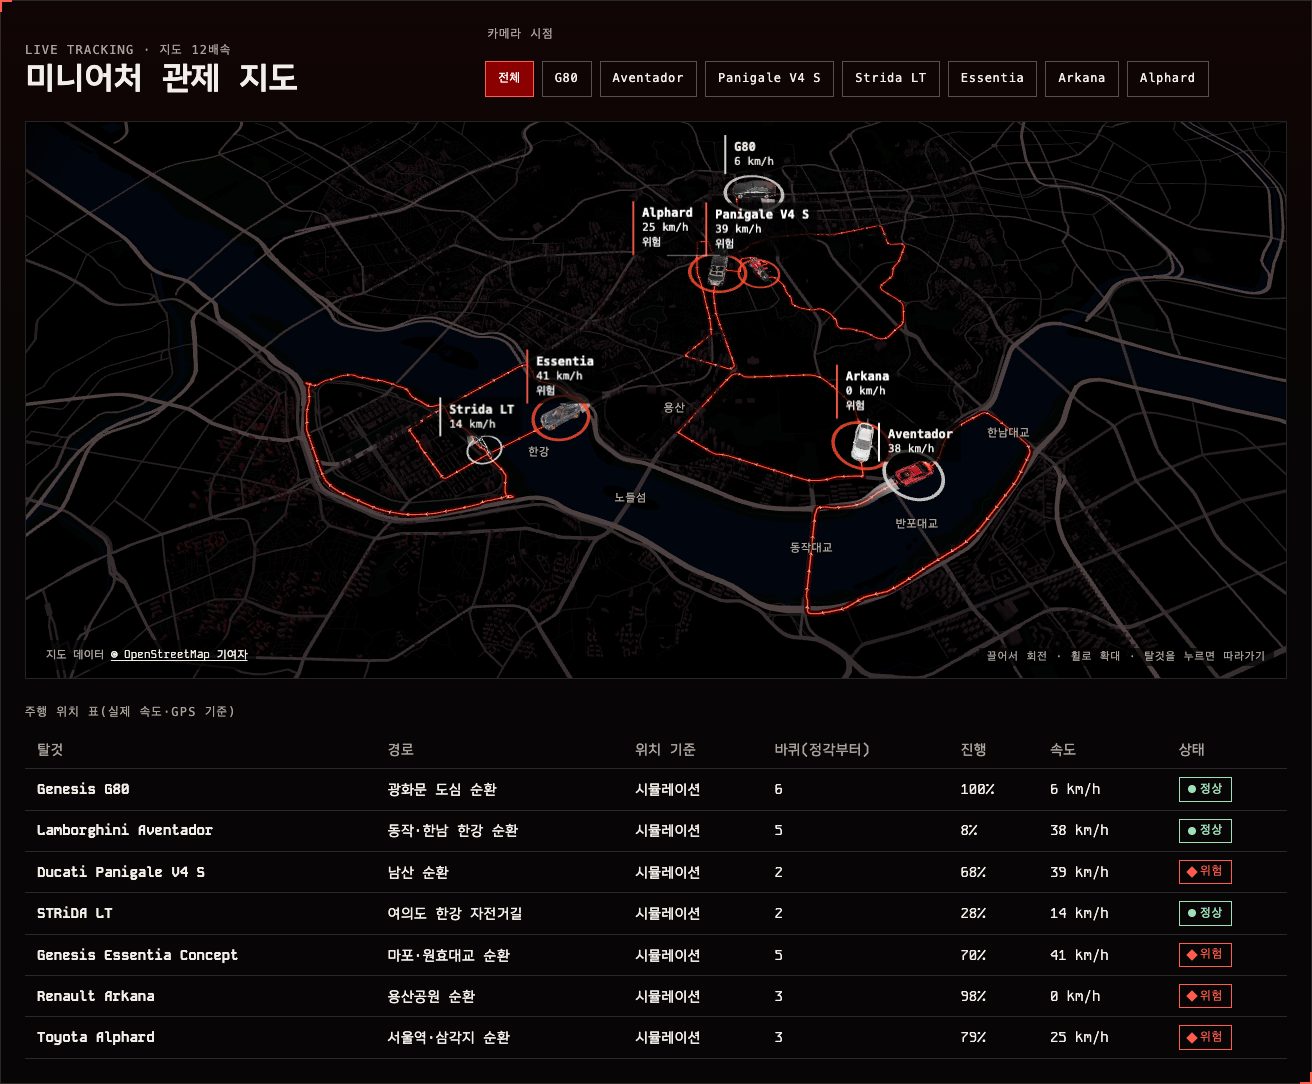 LIVE TRACKING · 지도 12배속
미니어처 관제 지도
카메라 시점
전체 G80 Aventador Panigale V4 S Strida LT Essentia Arkana Alphard
G80
6 km/h
Alphard
25 km/h
위험
Panigale V4 S
39 km/h
위험
Essentia
41 km/h
위험
Strida LT
14 km/h
Arkana
0 km/h
위험
Aventador
38 km/h
용산
한강
노들섬
한남대교
반포대교
동작대교
지도 데이터 © OpenStreetMap 기여자
끌어서 회전 · 휠로 확대 · 탈것을 누르면 따라가기
주행 위치 표(실제 속도·GPS 기준)
탈것 경로 위치 기준 바퀴(정각부터) 진행 속도 상태
Genesis G80 광화문 도심 순환 시뮬레이션 6 100% 6 km/h 정상
Lamborghini Aventador 동작·한남 한강 순환 시뮬레이션 5 8% 38 km/h 정상
Ducati Panigale V4 S 남산 순환 시뮬레이션 2 68% 39 km/h 위험
STRiDA LT 여의도 한강 자전거길 시뮬레이션 2 28% 14 km/h 정상
Genesis Essentia Concept 마포·원효대교 순환 시뮬레이션 5 70% 41 km/h 위험
Renault Arkana 용산공원 순환 시뮬레이션 3 98% 0 km/h 위험
Toyota Alphard 서울역·삼각지 순환 시뮬레이션 3 79% 25 km/h 위험